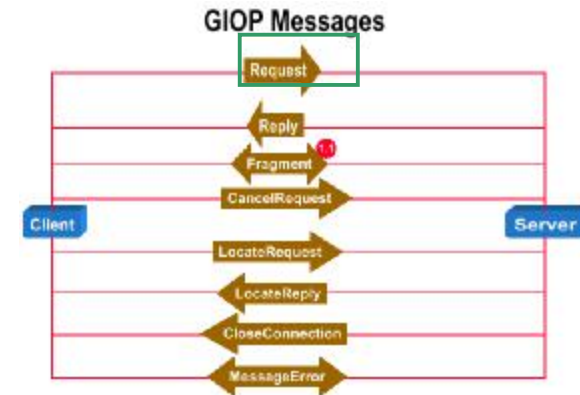 GIOP Messages
Request
Reply
1.1
Fragment
CancelRequest
Client
Server
LocateRequest
LocateReply
CloseConnection
MessageError